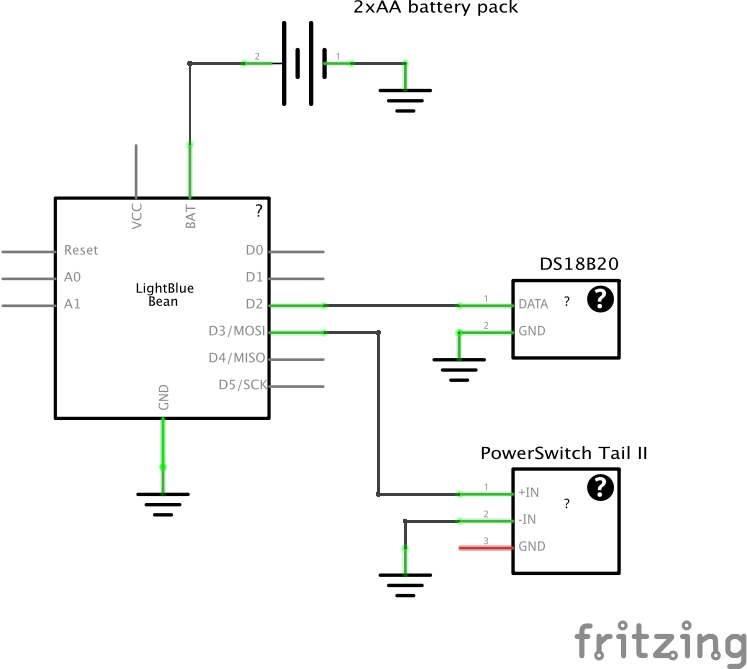 2xAA battery pack
2
1
VCC
BAT
?
Reset
D0
A0
D1
LightBlue
Bean
A1
D2
D3/MOSI
D4/MISO
D5/SCK
GND
DS18B20
1
DATA
?
?
2
GND
PowerSwitch Tail II
?
1
+IN
?
2
-IN
3
GND
fritzing